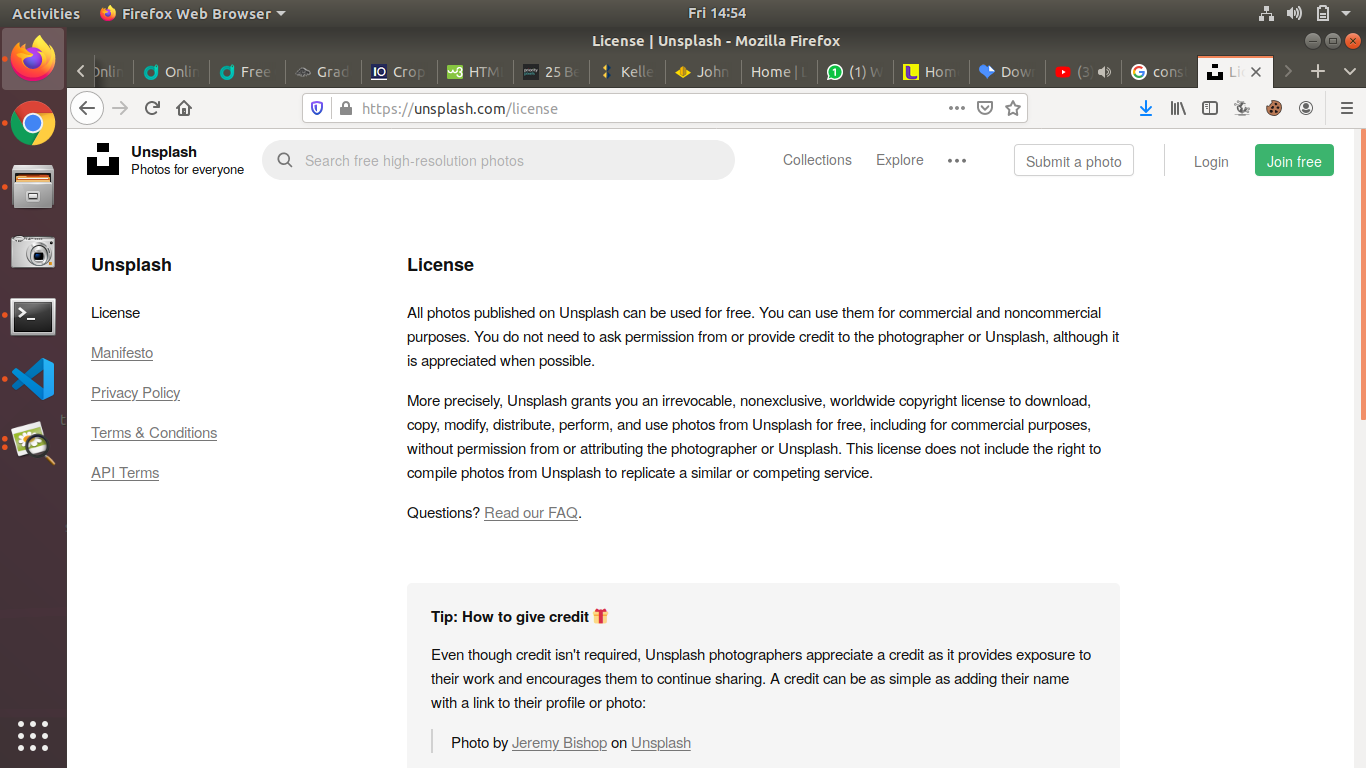 Activities Firefox Web Browser Fri 14:54
License | Unsplash - Mozilla Firefox
Onlin Onlin Free Grad Crop HTML 25 Be Kelle John Home | L (1) W Hom Dow (3) cons Li
https://unsplash.com/license
Unsplash
Photos for everyone
Search free high-resolution photos
Collections Explore Submit a photo Login Join free
Unsplash
License
Manifesto
Privacy Policy
Terms & Conditions
API Terms
License
All photos published on Unsplash can be used for free. You can use them for commercial and noncommercial
purposes. You do not need to ask permission from or provide credit to the photographer or Unsplash, although it
is appreciated when possible.
More precisely, Unsplash grants you an irrevocable, nonexclusive, worldwide copyright license to download,
copy, modify, distribute, perform, and use photos from Unsplash for free, including for commercial purposes,
without permission from or attributing the photographer or Unsplash. This license does not include the right to
compile photos from Unsplash to replicate a similar or competing service.
Questions? Read our FAQ.
Tip: How to give credit 🎁
Even though credit isn't required, Unsplash photographers appreciate a credit as it provides exposure to
their work and encourages them to continue sharing. A credit can be as simple as adding their name
with a link to their profile or photo:
Photo by Jeremy Bishop on Unsplash